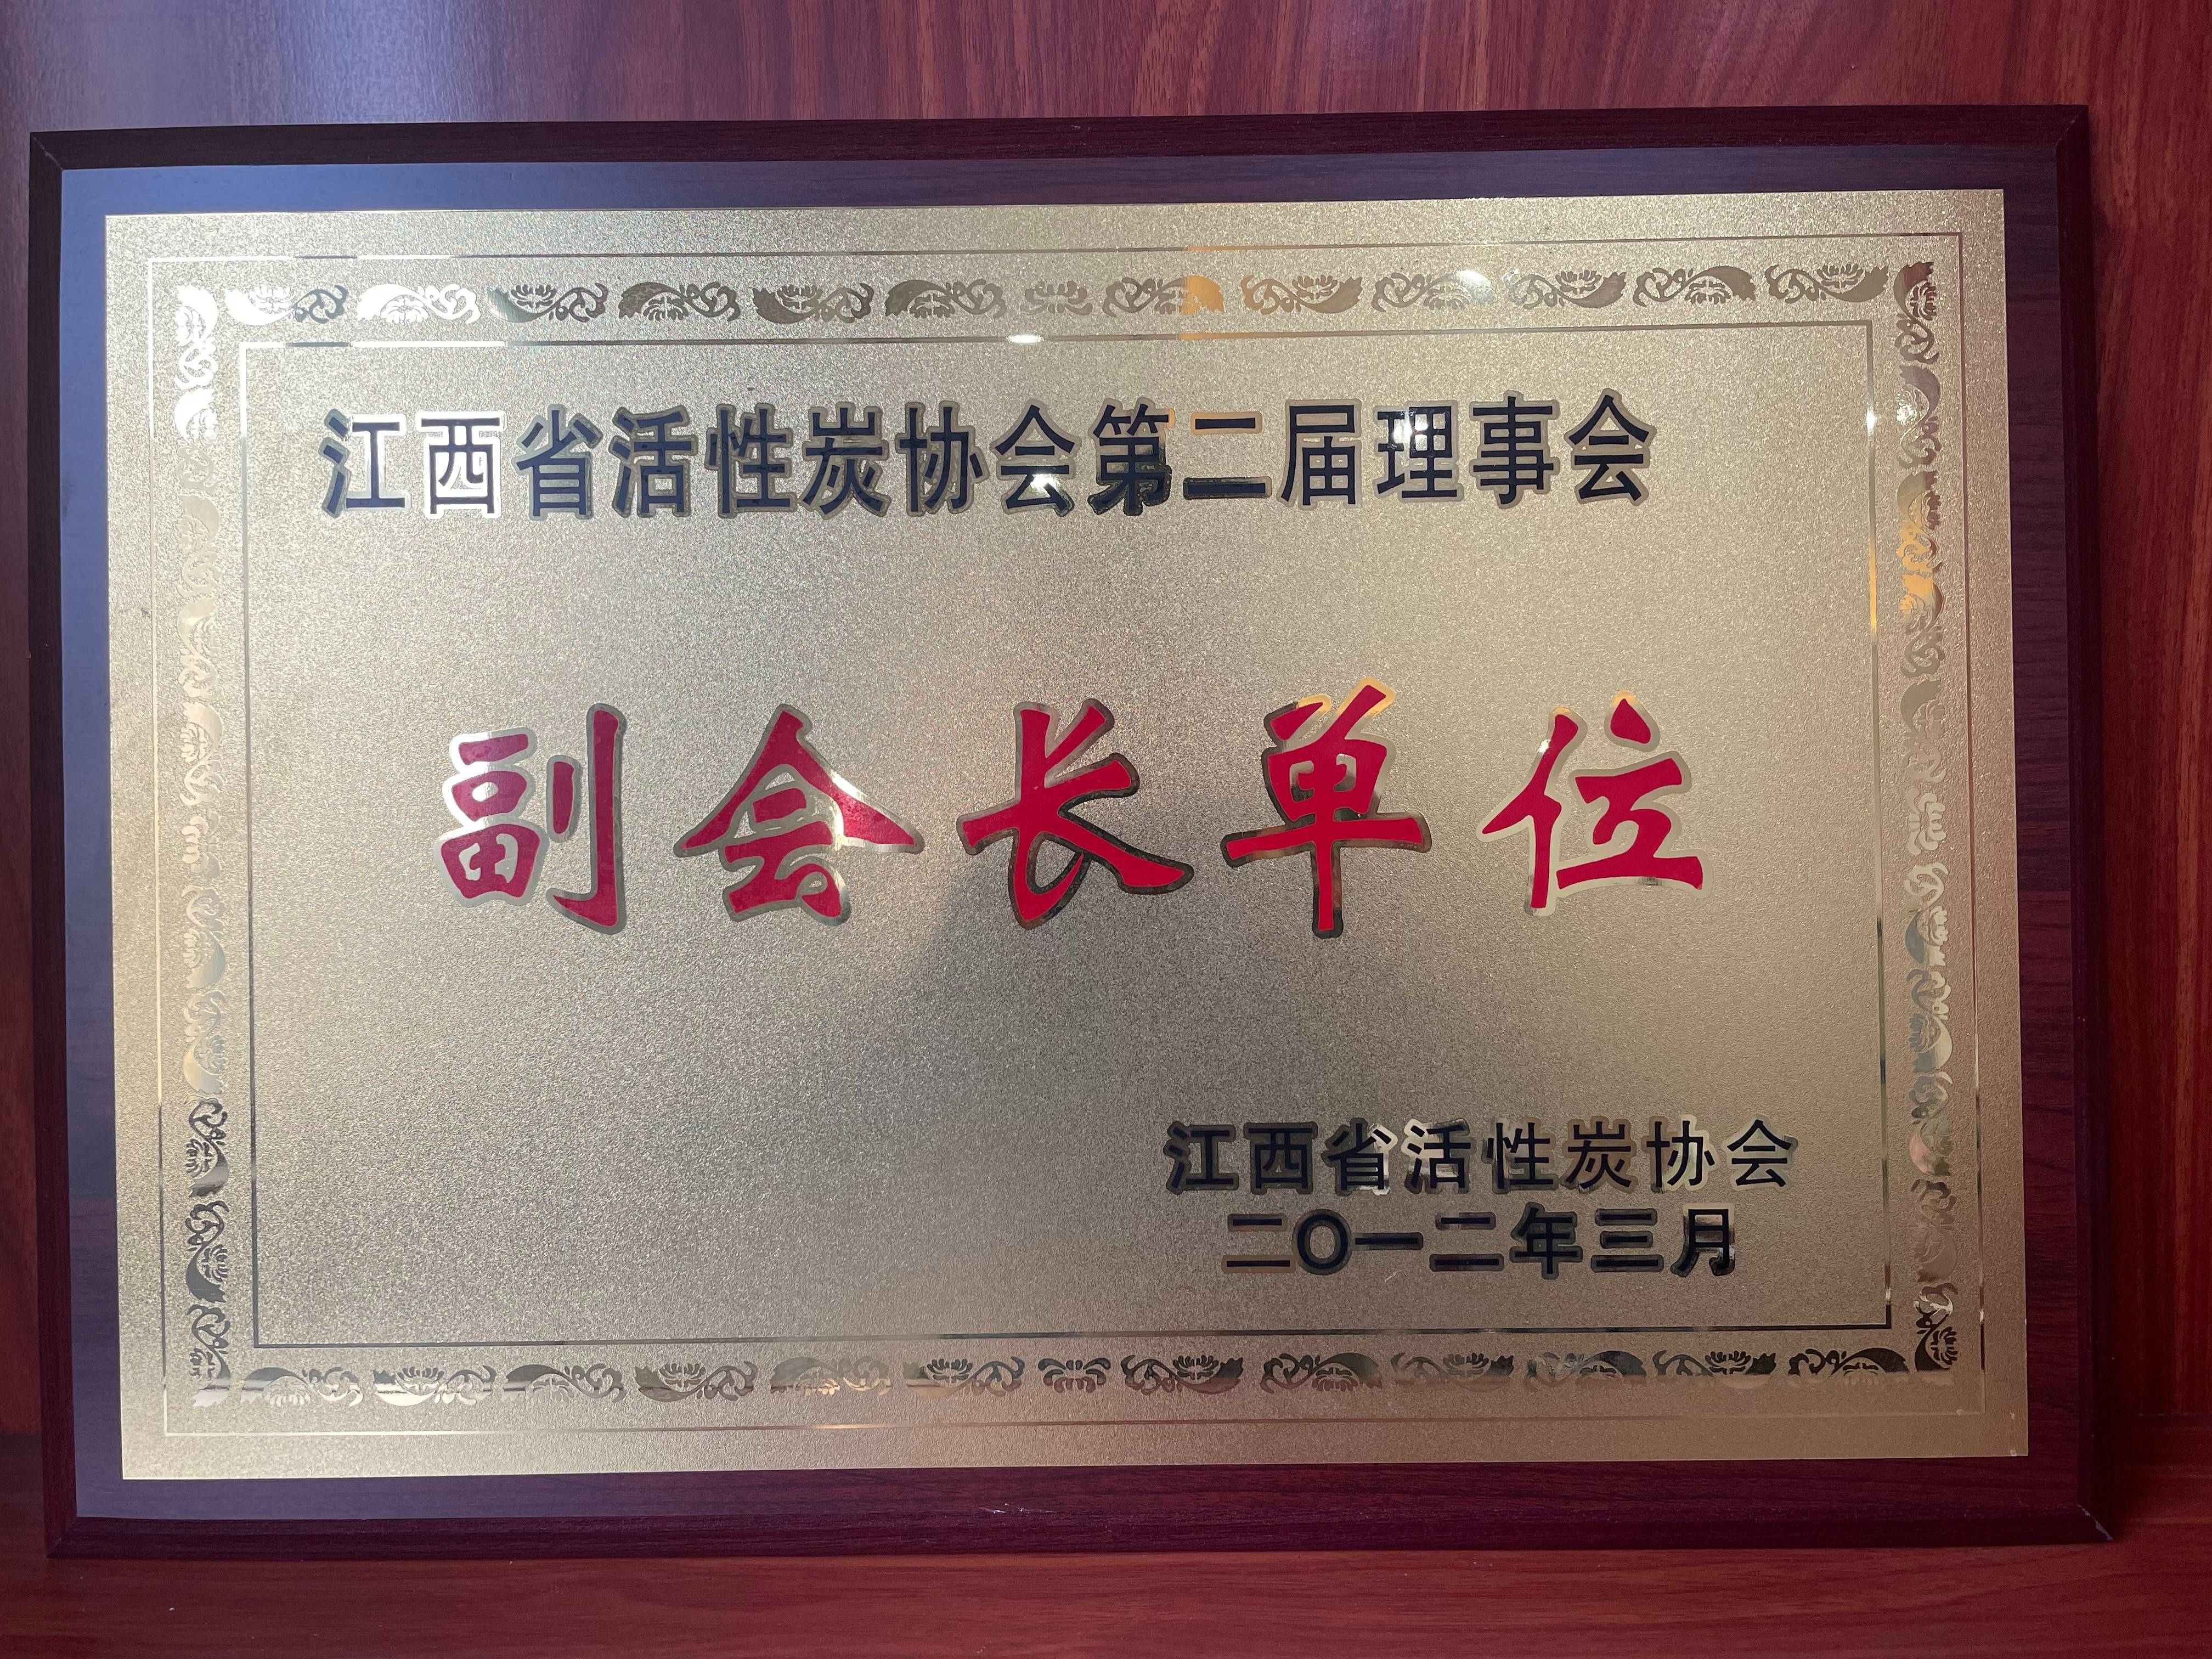 江西省活性炭协会第二届理事会
副会长单位
江西省活性炭协会
二〇一二年三月